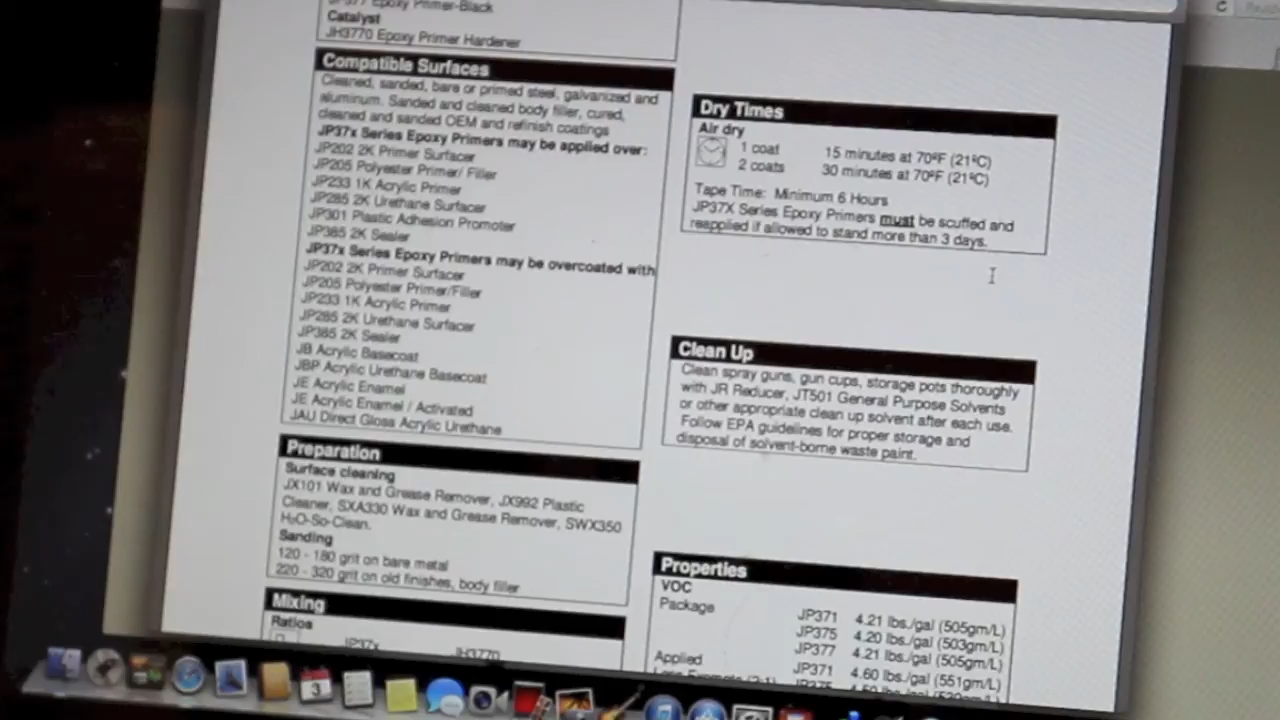 JP377 Epoxy Primer-Black
Catalyst
JH3770 Epoxy Primer Hardener
Compatible Surfaces
Cleaned, sanded, bare or primed steel, galvanized and
aluminum. Sanded and cleaned body filler, cured,
cleaned and sanded OEM and refinish coatings
JP37x Series Epoxy Primers may be applied over:
JP202 2K Primer Surfacer
JP205 Polyester Primer/ Filler
JP233 1K Acrylic Primer
JP285 2K Urethane Surfacer
JP301 Plastic Adhesion Promoter
JP385 2K Sealer
JP37x Series Epoxy Primers may be overcoated with
JP202 2K Primer Surfacer
JP205 Polyester Primer/Filler
JP233 1K Acrylic Primer
JP285 2K Urethane Surfacer
JP385 2K Sealer
JB Acrylic Basecoat
JBP Acrylic Urethane Basecoat
JE Acrylic Enamel
JE Acrylic Enamel / Activated
JAU Direct Gloss Acrylic Urethane
Preparation
Surface cleaning
JX101 Wax and Grease Remover, JX992 Plastic
Cleaner, SXA330 Wax and Grease Remover, SWX350
H₂O-So-Clean.
Sanding
120 - 180 grit on bare metal
220 - 320 grit on old finishes, body filler
Mixing
Ratios
JP37x JH3770
Dry Times
Air dry
1 coat 15 minutes at 70ºF (21ºC)
2 coats 30 minutes at 70ºF (21ºC)
Tape Time: Minimum 6 Hours
JP37X Series Epoxy Primers must be scuffed and
reapplied if allowed to stand more than 3 days.
Clean Up
Clean spray guns, gun cups, storage pots thoroughly
with JR Reducer, JT501 General Purpose Solvents
or other appropriate clean up solvent after each use.
Follow EPA guidelines for proper storage and
disposal of solvent-borne waste paint.
Properties
VOC
Package JP371 4.21 lbs./gal (505gm/L)
JP375 4.20 lbs./gal (503gm/L)
JP377 4.21 lbs./gal (505gm/L)
Applied JP371 4.60 lbs./gal (551gm/L)
3